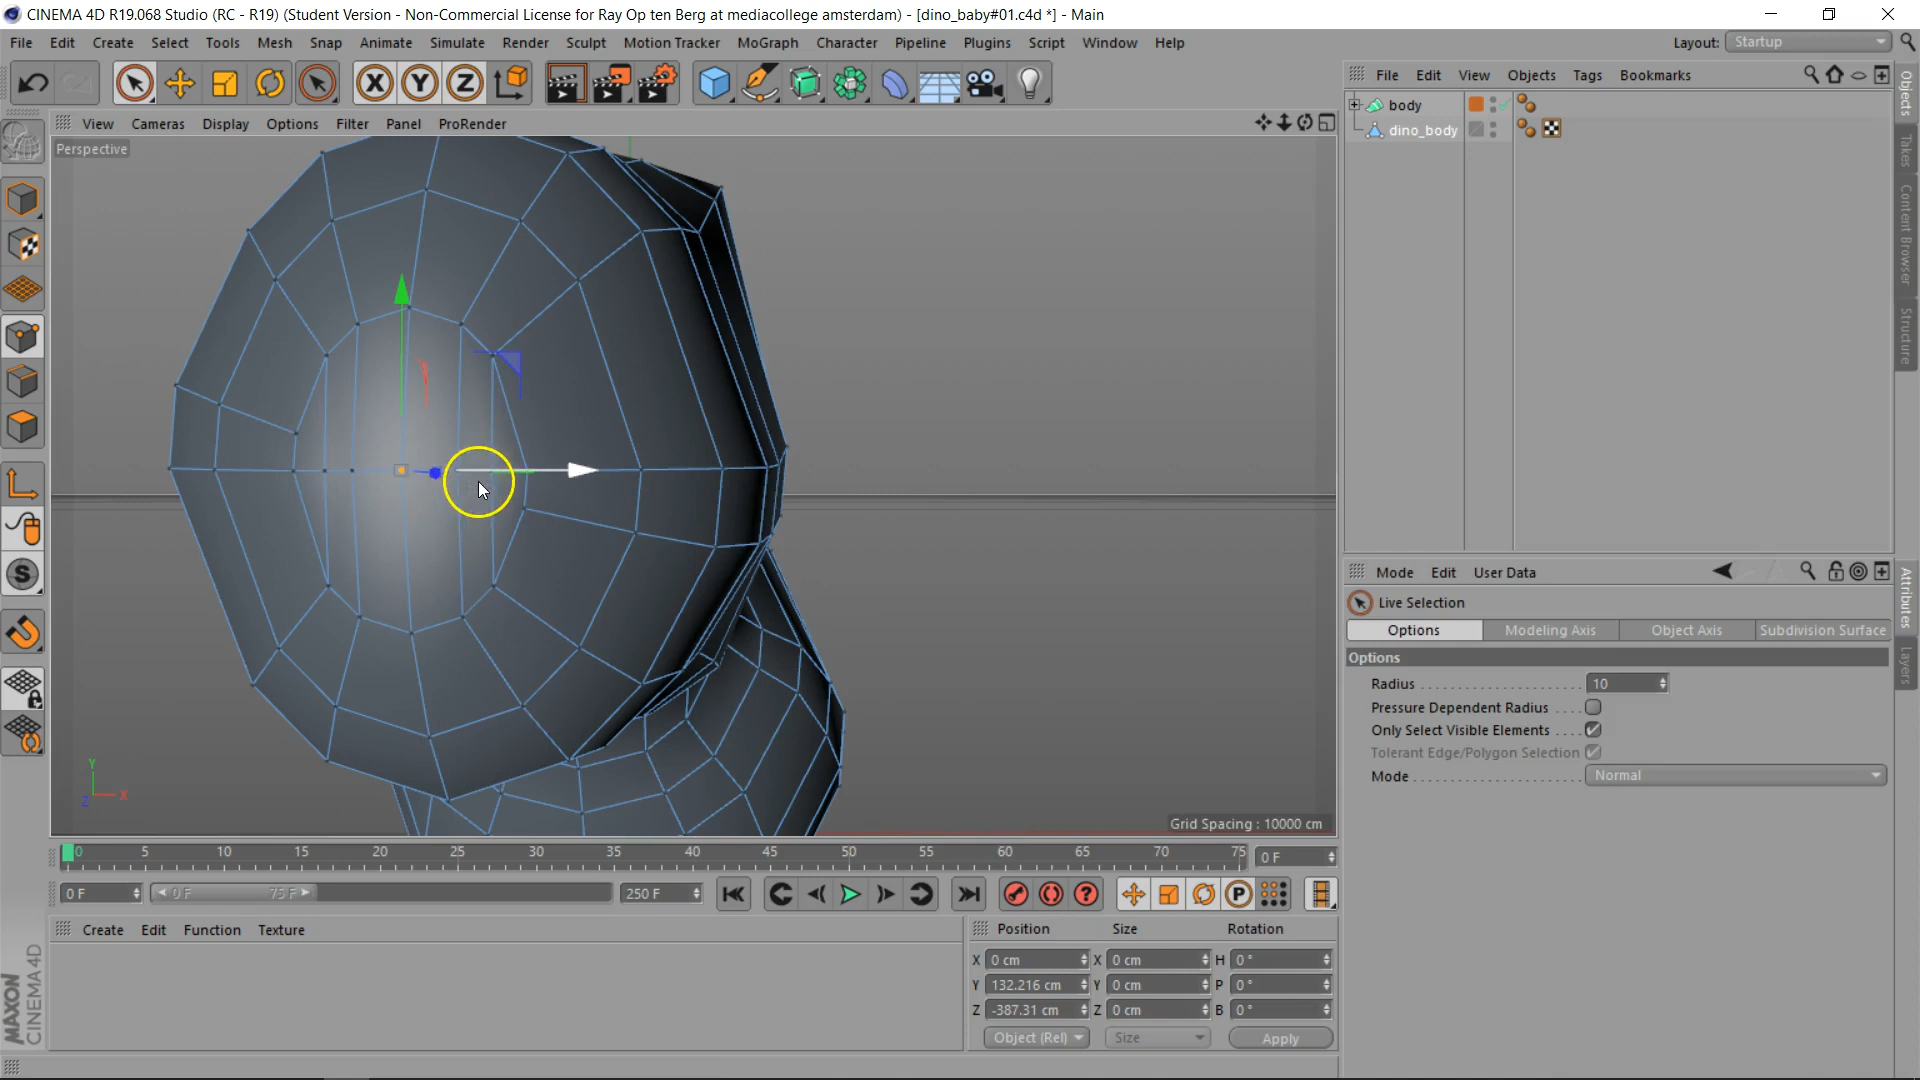 CINEMA 4D R19.068 Studio (RC - R19) (Student Version - Non-Commercial License for Ray Op ten Berg at mediacollege amsterdam) - [dino_baby#01.c4d *] - Main
File Edit Create Select Tools Mesh Snap Animate Simulate Render Sculpt Motion Tracker MoGraph Character Pipeline Plugins Script Window Help Layout: Startup
X Y Z
File Edit View Objects Tags Bookmarks
body
dino_body
Objects
Takes
Content Browser
Structure
View Cameras Display Options Filter Panel ProRender
Perspective
Y
X
Z
Grid Spacing : 10000 cm
S
Mode Edit User Data
Live Selection
Options Modeling Axis Object Axis Subdivision Surface
Options
Radius 10
Pressure Dependent Radius
Only Select Visible Elements
Tolerant Edge/Polygon Selection
Mode Normal
Attributes
Layers
0 5 10 15 20 25 30 35 40 45 50 55 60 65 70 75 0 F
0 F 0 F 75 F 250 F ? P
Create Edit Function Texture
Position Size Rotation
X 0 cm X 0 cm H 0 °
Y 132.216 cm Y 0 cm P 0 °
Z -387.31 cm Z 0 cm B 0 °
Object (Rel) Size Apply
MAXON
CINEMA 4D